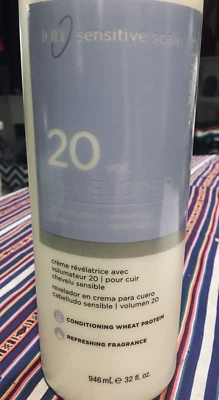 ion sensitive scalp
20 vol
crème révélatrice avec
volumateur 20 | pour cuir
chevelu sensible
revelador en crema para cuero
cabelludo sensible | volumen 20
CONDITIONING WHEAT PROTEIN
REFRESHING FRAGRANCE
946 mL e 32 fl. oz.